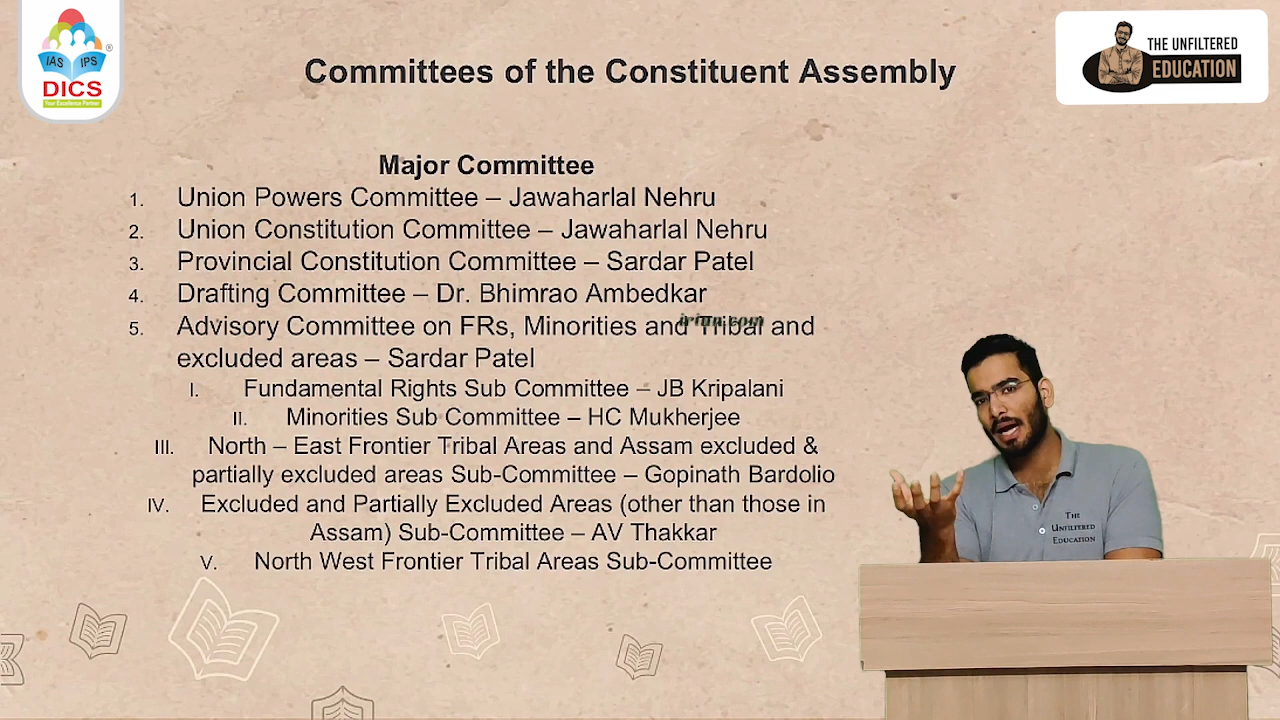 IAS IPS
DICS
Your Excellence Partner
THE UNFILTERED
EDUCATION
Committees of the Constituent Assembly
Major Committee
1. Union Powers Committee – Jawaharlal Nehru
2. Union Constitution Committee – Jawaharlal Nehru
3. Provincial Constitution Committee – Sardar Patel
4. Drafting Committee – Dr. Bhimrao Ambedkar
5. Advisory Committee on FRs, Minorities and Tribal and
excluded areas – Sardar Patel
I. Fundamental Rights Sub Committee – JB Kripalani
II. Minorities Sub Committee – HC Mukherjee
III. North – East Frontier Tribal Areas and Assam excluded &
partially excluded areas Sub-Committee – Gopinath Bardolio
IV. Excluded and Partially Excluded Areas (other than those in
Assam) Sub-Committee – AV Thakkar
V. North West Frontier Tribal Areas Sub-Committee
THE
UNFILTERED
EDUCATION